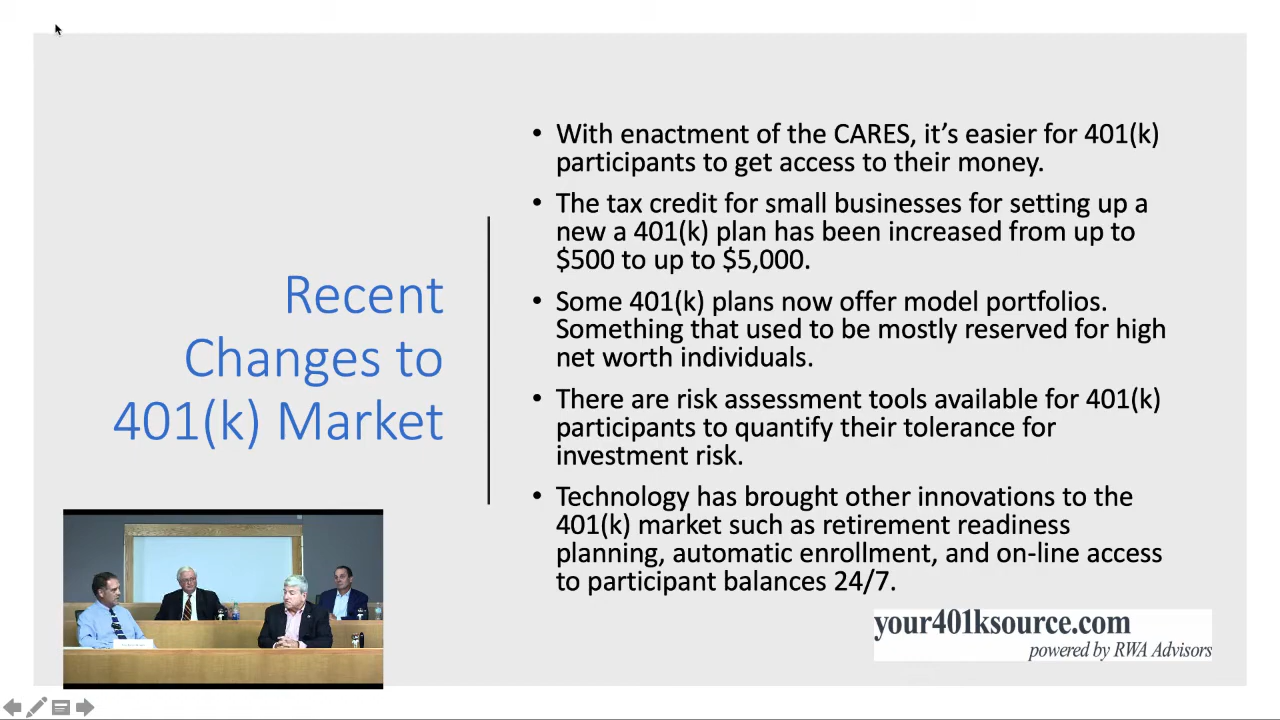 Recent
Changes to
401(k) Market
• With enactment of the CARES, it’s easier for 401(k)
participants to get access to their money.
• The tax credit for small businesses for setting up a
new a 401(k) plan has been increased from up to
$500 to up to $5,000.
• Some 401(k) plans now offer model portfolios.
Something that used to be mostly reserved for high
net worth individuals.
• There are risk assessment tools available for 401(k)
participants to quantify their tolerance for
investment risk.
• Technology has brought other innovations to the
401(k) market such as retirement readiness
planning, automatic enrollment, and on-line access
to participant balances 24/7.
your401ksource.com
powered by RWA Advisors